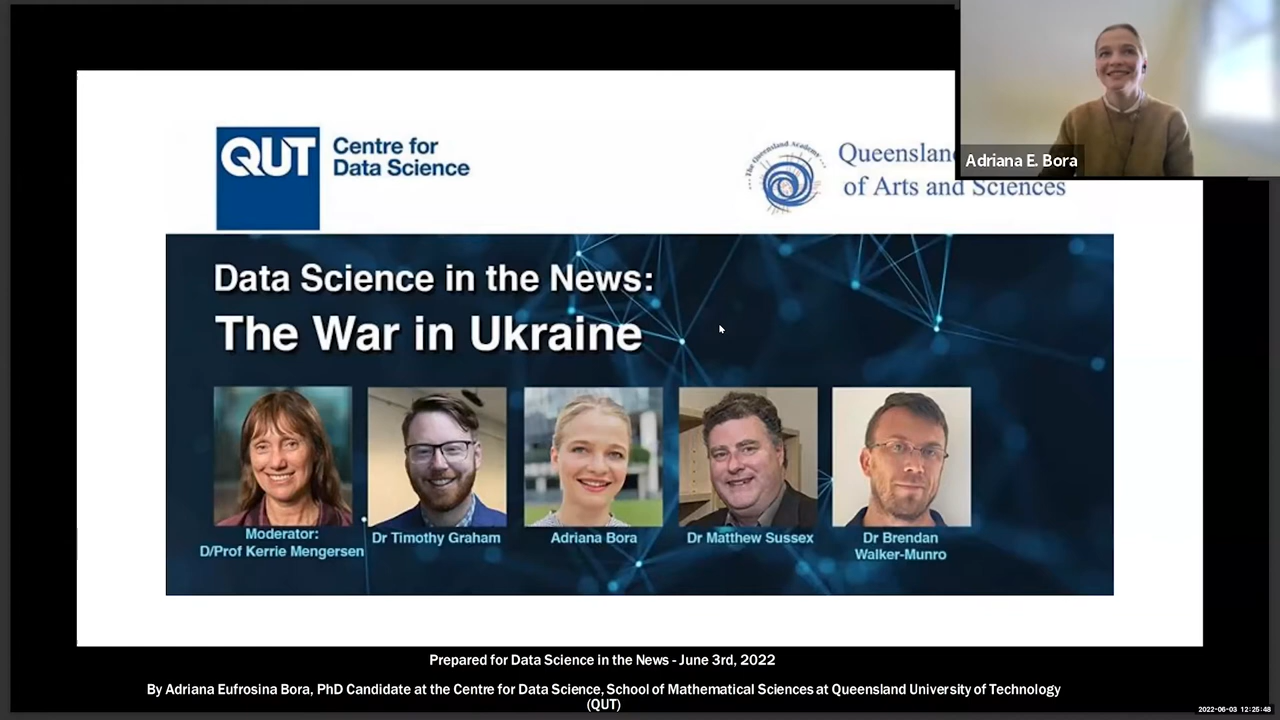 QUT
Centre for
Data Science
The Queensland Academy
Queenslan
of Arts and Sciences
Adriana E. Bora
Data Science in the News:
The War in Ukraine
Moderator:
D/Prof Kerrie Mengersen
Dr Timothy Graham
Adriana Bora
Dr Matthew Sussex
Dr Brendan
Walker-Munro
Prepared for Data Science in the News - June 3rd, 2022
By Adriana Eufrosina Bora, PhD Candidate at the Centre for Data Science, School of Mathematical Sciences at Queensland University of Technology
(QUT)
2022-06-03 12:25:48